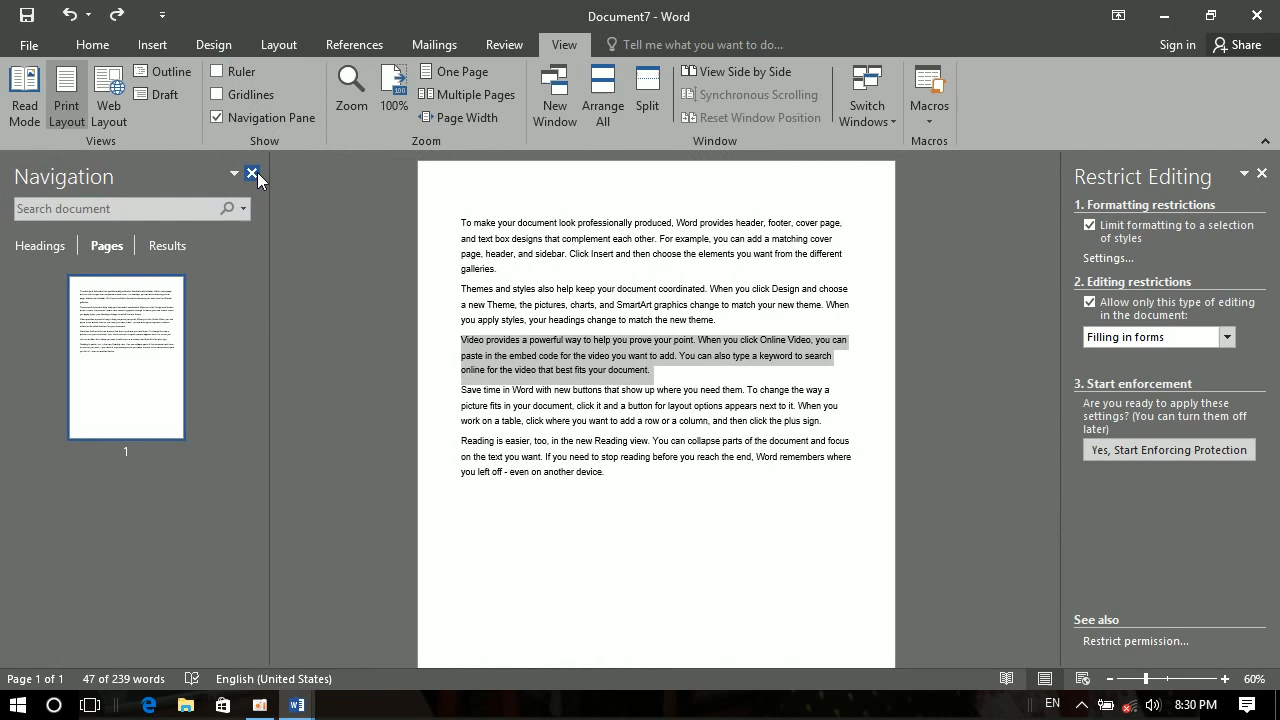 Document7 - Word
File Home Insert Design Layout References Mailings Review View Tell me what you want to do... Sign in Share
Read Mode
Print Layout
Web Layout
Outline
Draft
Views
Ruler
Gridlines
Navigation Pane
Show
Zoom
100
100%
One Page
Multiple Pages
Page Width
Zoom
New Window
Arrange All
Split
View Side by Side
Synchronous Scrolling
Reset Window Position
Window
Switch Windows
Macros
Macros
Navigation
Search document
Headings Pages Results
1
To make your document look professionally produced, Word provides header, footer, cover page,
and text box designs that complement each other. For example, you can add a matching cover
page, header, and sidebar. Click Insert and then choose the elements you want from the different
galleries.
Themes and styles also help keep your document coordinated. When you click Design and choose
a new Theme, the pictures, charts, and SmartArt graphics change to match your new theme. When
you apply styles, your headings change to match the new theme.
Video provides a powerful way to help you prove your point. When you click Online Video, you can
paste in the embed code for the video you want to add. You can also type a keyword to search
online for the video that best fits your document.
Save time in Word with new buttons that show up where you need them. To change the way a
picture fits in your document, click it and a button for layout options appears next to it. When you
work on a table, click where you want to add a row or a column, and then click the plus sign.
Reading is easier, too, in the new Reading view. You can collapse parts of the document and focus
on the text you want. If you need to stop reading before you reach the end, Word remembers where
you left off - even on another device.
Restrict Editing
1. Formatting restrictions
Limit formatting to a selection
of styles
Settings...
2. Editing restrictions
Allow only this type of editing
in the document:
Filling in forms
3. Start enforcement
Are you ready to apply these
settings? (You can turn them off
later)
Yes, Start Enforcing Protection
See also
Restrict permission...
Page 1 of 1 47 of 239 words English (United States) 60%
EN 8:30 PM